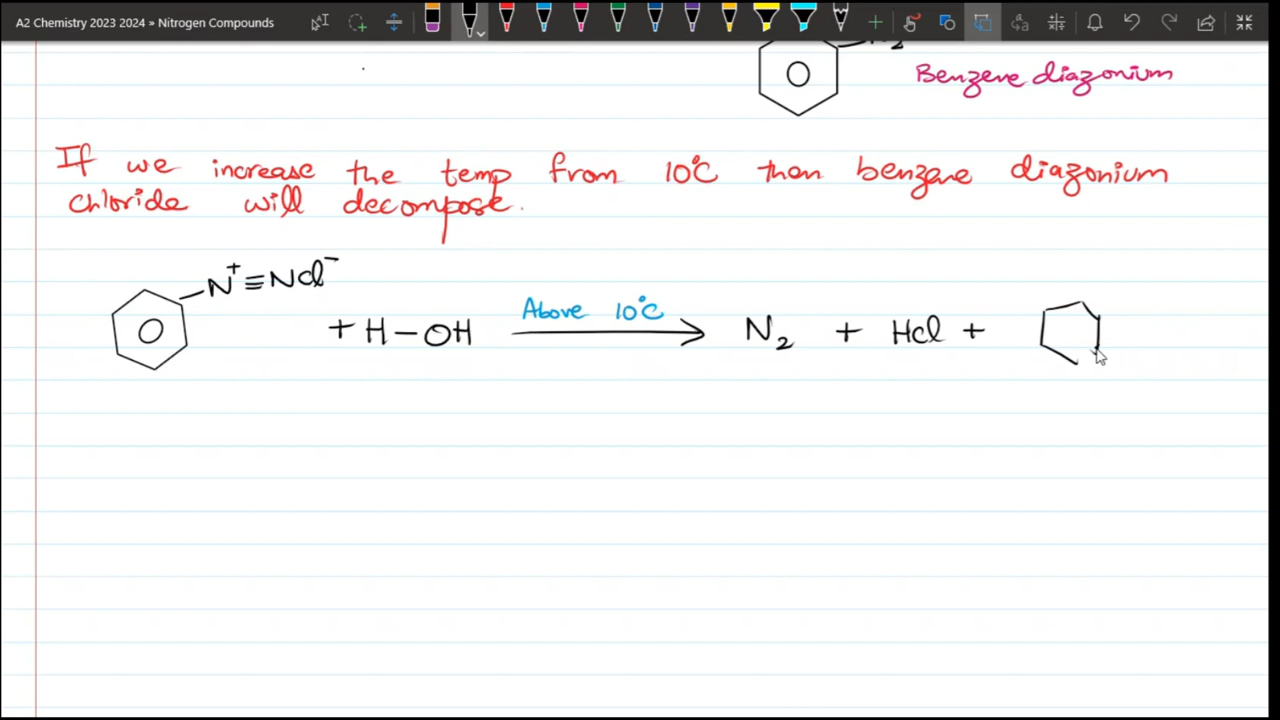 A2 Chemistry 2023 2024 » Nitrogen Compounds
Benzene diazonium
If we increase the temp from 10°C than benzene diazonium
chloride will decompose.
N⁺≡NCl⁻
+ H – OH
Above 10°C
N₂ + HCl +